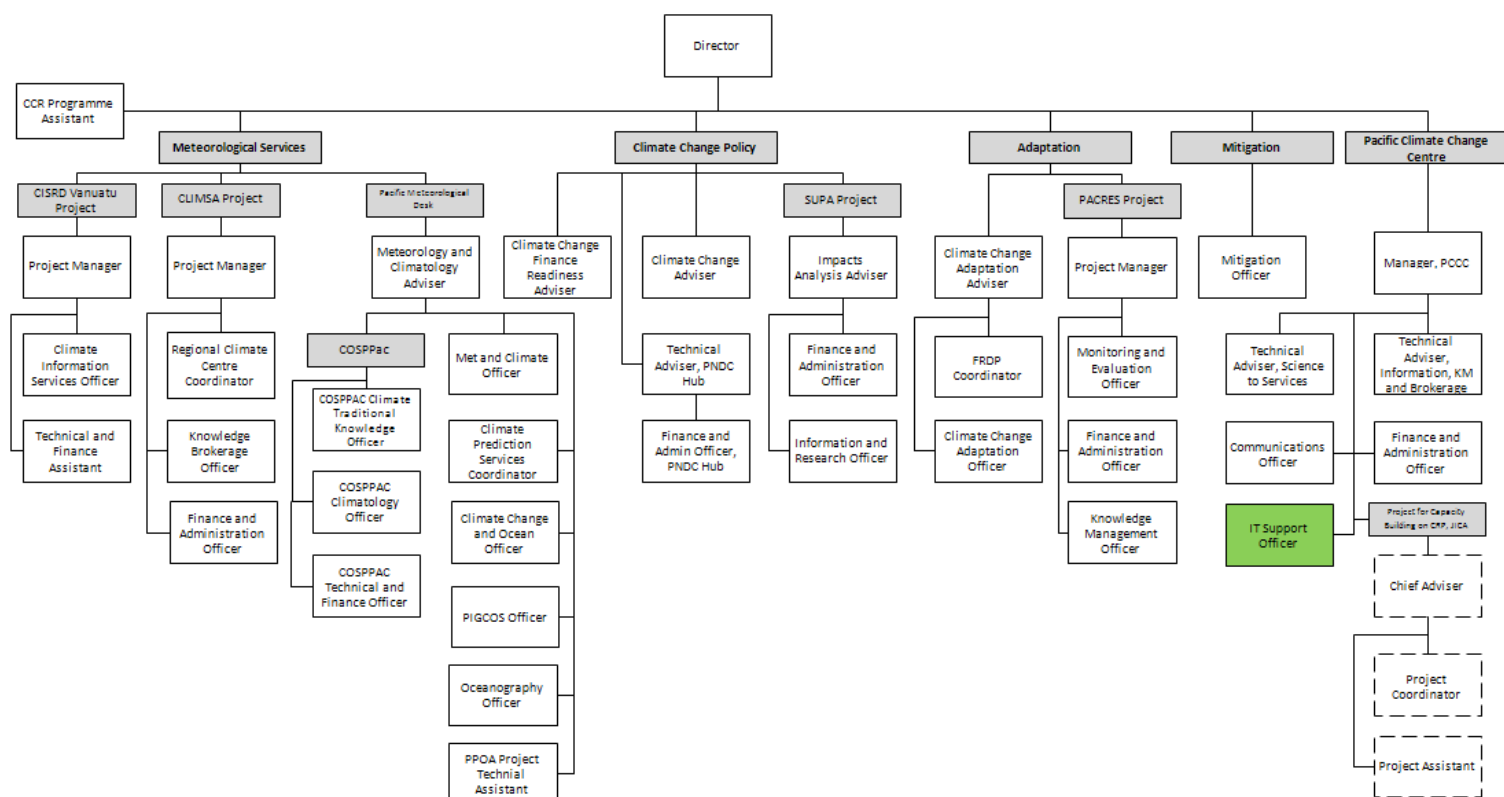 Director
CCR Programme
Assistant
Meteorological Services
Climate Change Policy
Adaptation
Mitigation
Pacific Climate Change
Centre
CISRD Vanuatu
Project
CLIMSA Project
Pacific Meteorological
Desk
SUPA Project
PACRES Project
Project Manager
Project Manager
Meteorology and
Climatology
Adviser
Climate Change
Finance
Readiness
Adviser
Climate Change
Adviser
Impacts
Analysis Adviser
Climate Change
Adaptation
Adviser
Project Manager
Mitigation
Officer
Manager, PCCC
Climate
Information
Services Officer
Regional Climate
Centre
Coordinator
COSPPac
Met and Climate
Officer
Technical
Adviser, PNDC
Hub
Finance and
Administration
Officer
FRDP
Coordinator
Monitoring and
Evaluation
Officer
Technical
Adviser, Science
to Services
Technical
Adviser,
Information, KM
and Brokerage
COSPPAC Climate
Traditional
Knowledge Officer
Technical and
Finance Assistant
Knowledge
Brokerage
Officer
Climate
Prediction
Services
Coordinator
Finance and
Admin Officer,
PNDC Hub
Information and
Research Officer
Climate Change
Adaptation
Officer
Finance and
Administration
Officer
Communications
Officer
Finance and
Administration
Officer
COSPPAC
Climatology
Officer
Finance and
Administration
Officer
Climate Change
and Ocean Officer
Knowledge
Management
Officer
IT Support
Officer
Project for Capacity
Building on CRP, JICA
COSPPAC
Technical and
Finance Officer
Chief Adviser
PIGCOS Officer
Oceanography
Officer
Project
Coordinator
PPOA Project
Technial
Assistant
Project Assistant